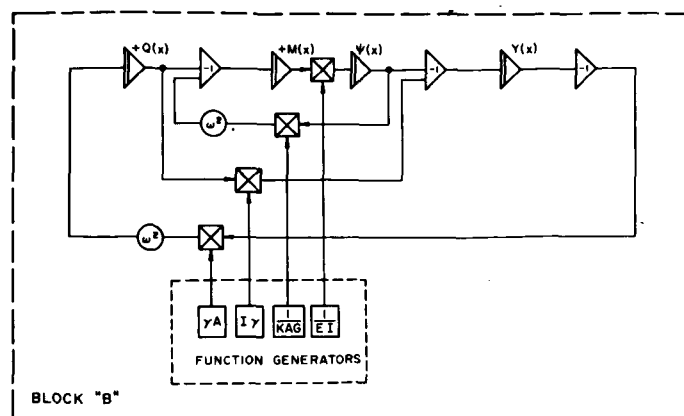 +Q(x)
+M(x)
Ψ(x)
Y(x)
-1
-1
-1
ω²
ω²
γA
Iγ
1/KAG
1/EI
FUNCTION GENERATORS
BLOCK "B"